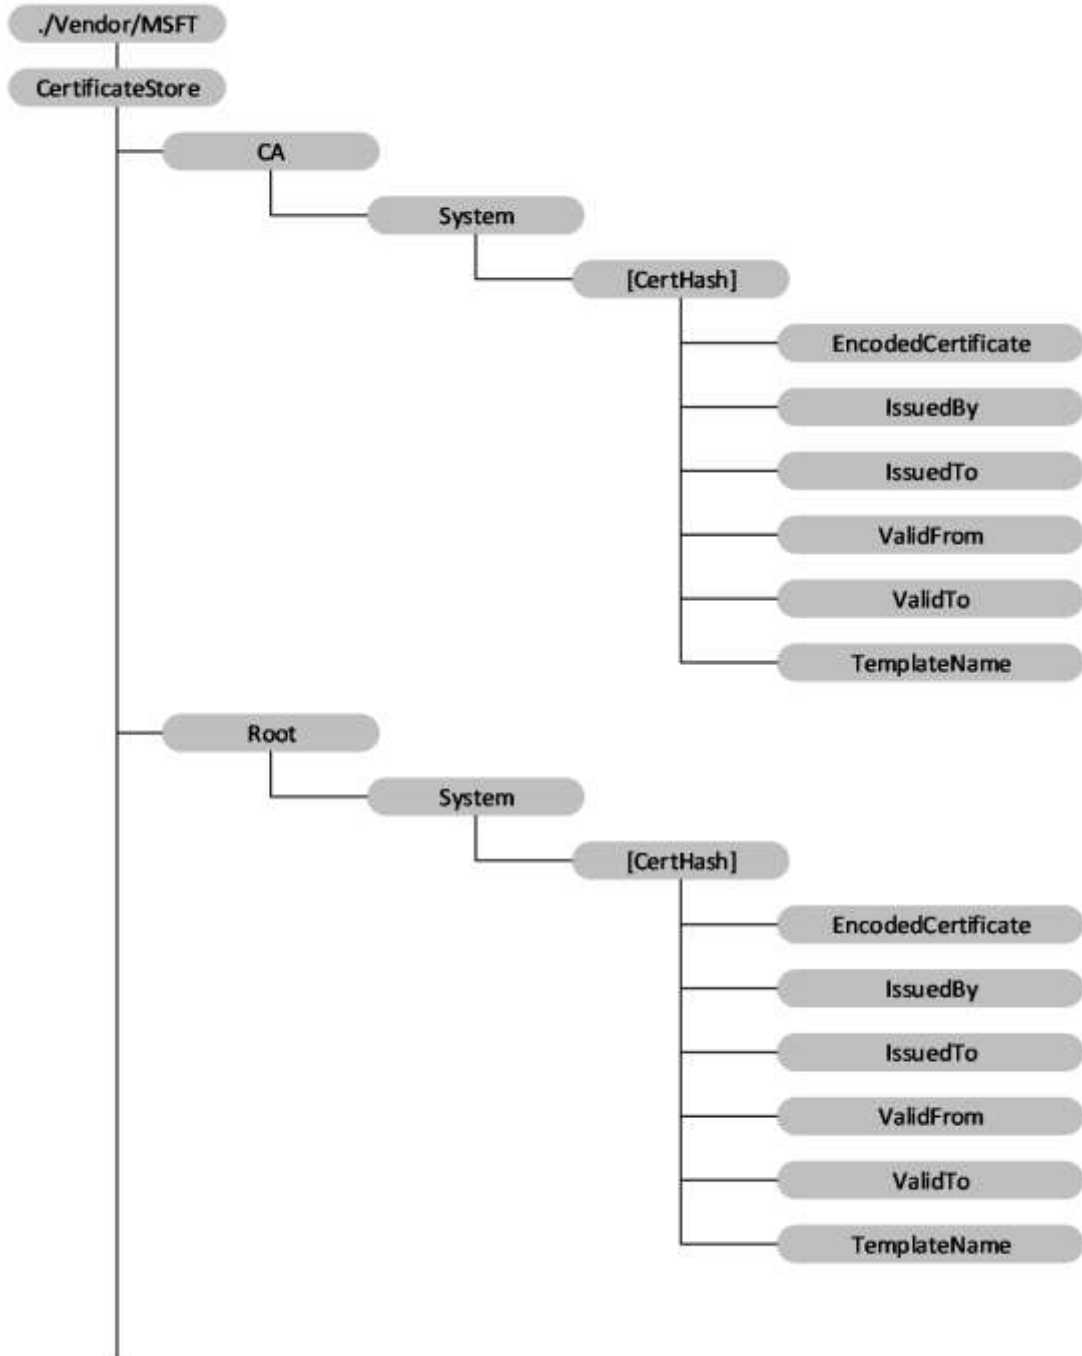 ./Vendor/MSFT
CertificateStore
CA
System
[CertHash]
EncodedCertificate
IssuedBy
IssuedTo
ValidFrom
ValidTo
TemplateName
Root
System
[CertHash]
EncodedCertificate
IssuedBy
IssuedTo
ValidFrom
ValidTo
TemplateName